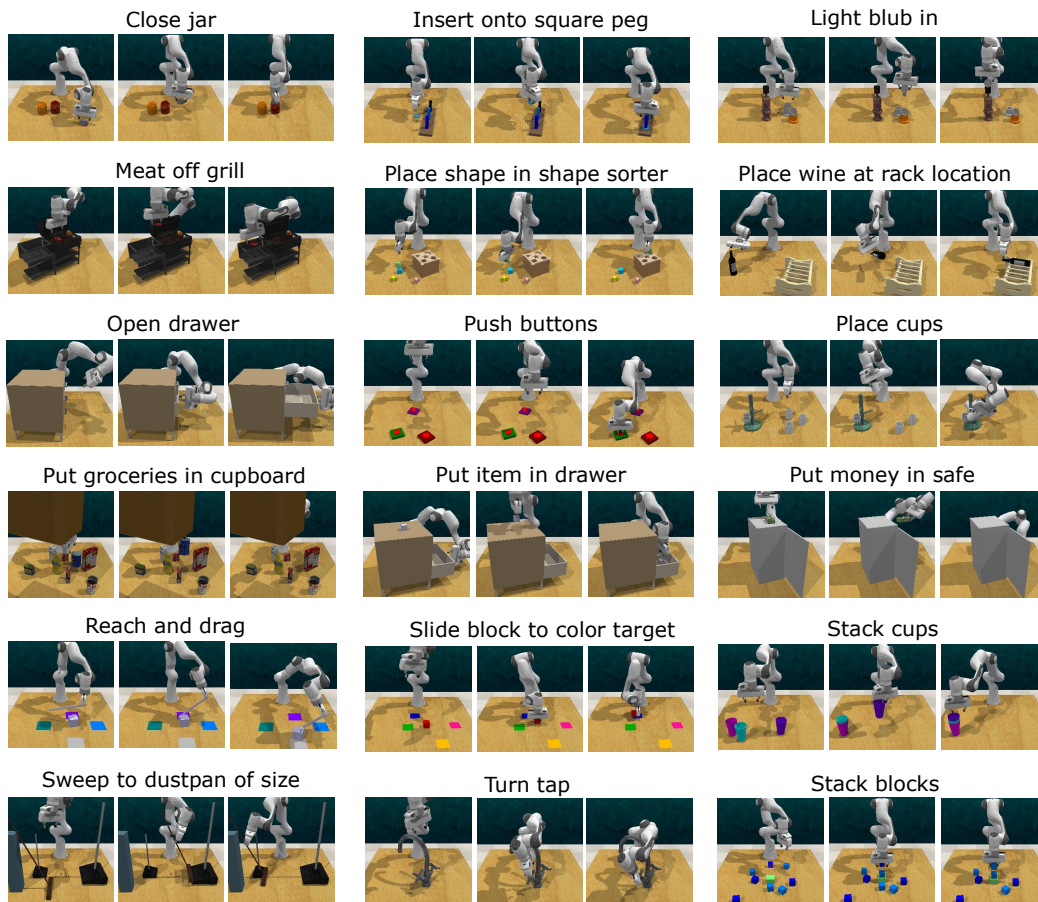 Close jar
Insert onto square peg
Light blub in
Meat off grill
Place shape in shape sorter
Place wine at rack location
Open drawer
Push buttons
Place cups
Put groceries in cupboard
Put item in drawer
Put money in safe
Reach and drag
Slide block to color target
Stack cups
Sweep to dustpan of size
Turn tap
Stack blocks